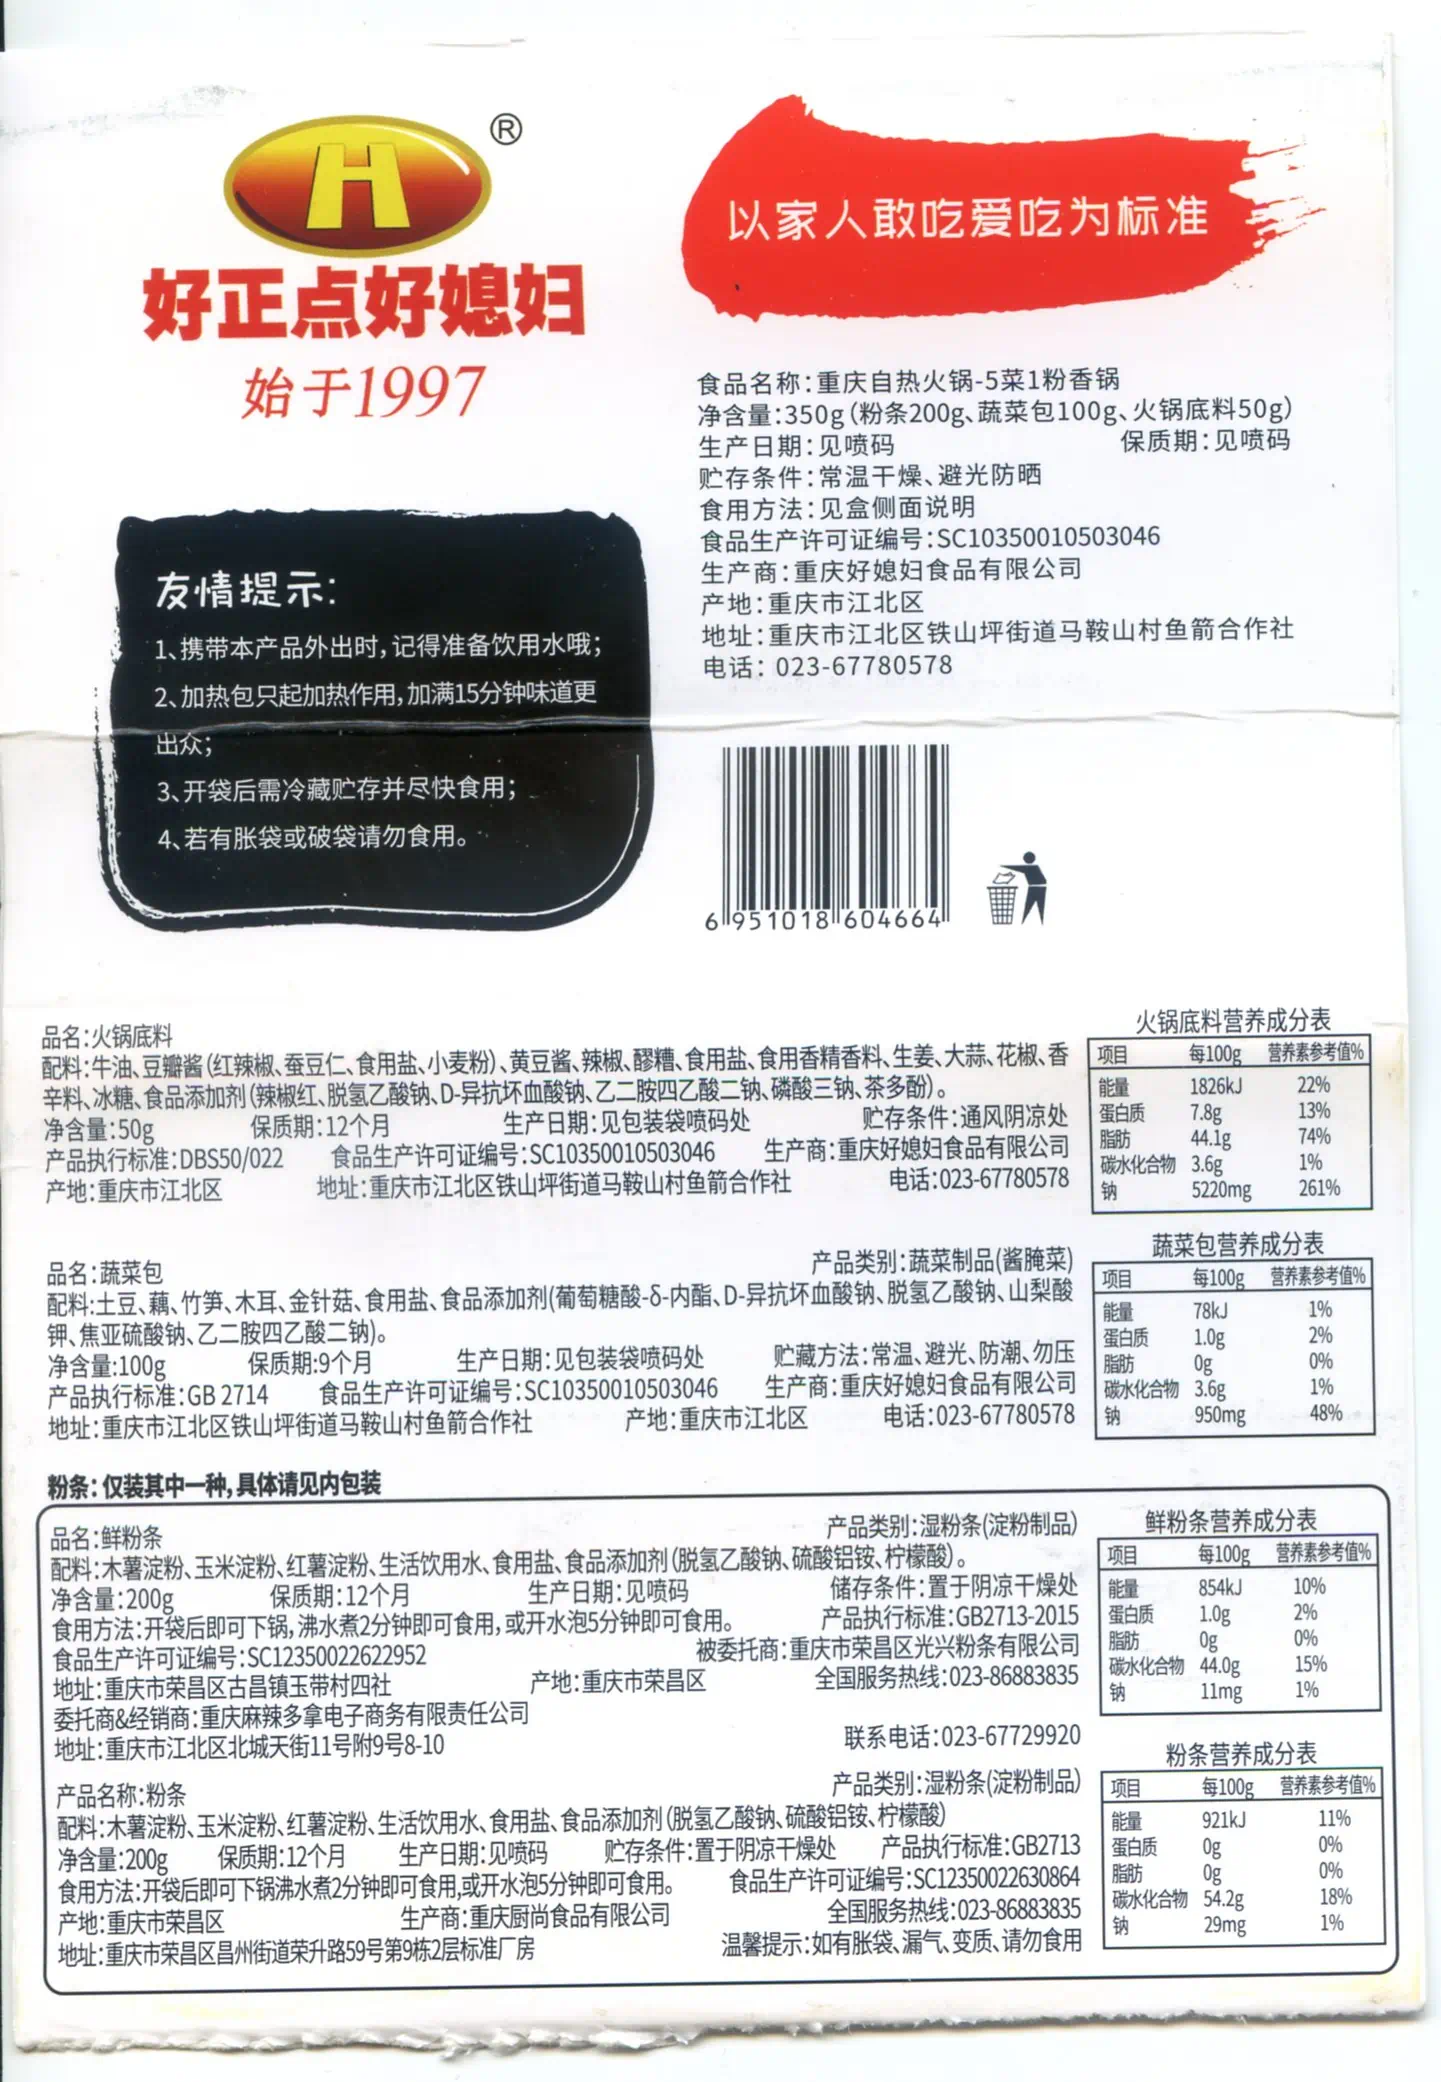 H ®
好正点好媳妇
始于1997
以家人敢吃爱吃为标准
食品名称:重庆自热火锅-5菜1粉香锅
净含量:350g(粉条200g、蔬菜包100g、火锅底料50g)
生产日期:见喷码 保质期:见喷码
贮存条件:常温干燥、避光防晒
食用方法:见盒侧面说明
食品生产许可证编号:SC10350010503046
生产商:重庆好媳妇食品有限公司
产地:重庆市江北区
地址:重庆市江北区铁山坪街道马鞍山村鱼箭合作社
电话: 023-67780578
友情提示:
1、携带本产品外出时,记得准备饮用水哦;
2、加热包只起加热作用,加满15分钟味道更
出众;
3、开袋后需冷藏贮存并尽快食用;
4、若有胀袋或破袋请勿食用。
6 951018 604664
品名:火锅底料
配料:牛油、豆瓣酱(红辣椒、蚕豆仁、食用盐、小麦粉)、黄豆酱、辣椒、醪糟、食用盐、食用香精香料、生姜、大蒜、花椒、香
辛料、冰糖、食品添加剂(辣椒红、脱氢乙酸钠、D-异抗坏血酸钠、乙二胺四乙酸二钠、磷酸三钠、茶多酚)。
净含量:50g 保质期:12个月 生产日期:见包装袋喷码处 贮存条件:通风阴凉处
产品执行标准:DBS50/022 食品生产许可证编号:SC10350010503046 生产商:重庆好媳妇食品有限公司
产地:重庆市江北区 地址:重庆市江北区铁山坪街道马鞍山村鱼箭合作社 电话:023-67780578
火锅底料营养成分表
项目 每100g 营养素参考值%
能量 1826kJ 22%
蛋白质 7.8g 13%
脂肪 44.1g 74%
碳水化合物 3.6g 1%
钠 5220mg 261%
品名:蔬菜包 产品类别:蔬菜制品(酱腌菜)
配料:土豆、藕、竹笋、木耳、金针菇、食用盐、食品添加剂(葡萄糖酸-δ-内酯、D-异抗坏血酸钠、脱氢乙酸钠、山梨酸
钾、焦亚硫酸钠、乙二胺四乙酸二钠)。
净含量:100g 保质期:9个月 生产日期:见包装袋喷码处 贮藏方法:常温、避光、防潮、勿压
产品执行标准:GB 2714 食品生产许可证编号:SC10350010503046 生产商:重庆好媳妇食品有限公司
地址:重庆市江北区铁山坪街道马鞍山村鱼箭合作社 产地:重庆市江北区 电话:023-67780578
蔬菜包营养成分表
项目 每100g 营养素参考值%
能量 78kJ 1%
蛋白质 1.0g 2%
脂肪 0g 0%
碳水化合物 3.6g 1%
钠 950mg 48%
粉条:仅装其中一种,具体请见内包装
品名:鲜粉条 产品类别:湿粉条(淀粉制品)
配料:木薯淀粉、玉米淀粉、红薯淀粉、生活饮用水、食用盐、食品添加剂(脱氢乙酸钠、硫酸铝铵、柠檬酸)。
净含量:200g 保质期:12个月 生产日期:见喷码 储存条件:置于阴凉干燥处
食用方法:开袋后即可下锅,沸水煮2分钟即可食用,或开水泡5分钟即可食用。 产品执行标准:GB2713-2015
食品生产许可证编号:SC12350022622952 被委托商:重庆市荣昌区光兴粉条有限公司
地址:重庆市荣昌区古昌镇玉带村四社 产地:重庆市荣昌区 全国服务热线:023-86883835
委托商&经销商:重庆麻辣多拿电子商务有限责任公司
地址:重庆市江北区北城天街11号附9号8-10 联系电话:023-67729920
鲜粉条营养成分表
项目 每100g 营养素参考值%
能量 854kJ 10%
蛋白质 1.0g 2%
脂肪 0g 0%
碳水化合物 44.0g 15%
钠 11mg 1%
产品名称:粉条 产品类别:湿粉条(淀粉制品)
配料:木薯淀粉、玉米淀粉、红薯淀粉、生活饮用水、食用盐、食品添加剂(脱氢乙酸钠、硫酸铝铵、柠檬酸)
净含量:200g 保质期:12个月 生产日期:见喷码 贮存条件:置于阴凉干燥处 产品执行标准:GB2713
食用方法:开袋后即可下锅沸水煮2分钟即可食用,或开水泡5分钟即可食用。 食品生产许可证编号:SC12350022630864
产地:重庆市荣昌区 生产商:重庆厨尚食品有限公司 全国服务热线:023-86883835
地址:重庆市荣昌区昌州街道荣升路59号第9栋2层标准厂房 温馨提示:如有胀袋、漏气、变质、请勿食用
粉条营养成分表
项目 每100g 营养素参考值%
能量 921kJ 11%
蛋白质 0g 0%
脂肪 0g 0%
碳水化合物 54.2g 18%
钠 29mg 1%